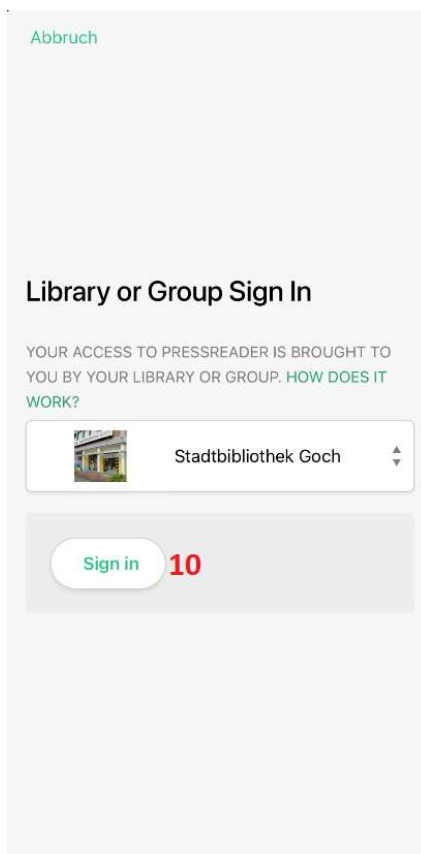 Abbruch
Library or Group Sign In
YOUR ACCESS TO PRESSREADER IS BROUGHT TO
YOU BY YOUR LIBRARY OR GROUP. HOW DOES IT
WORK?
Stadtbibliothek Goch
Sign in 10